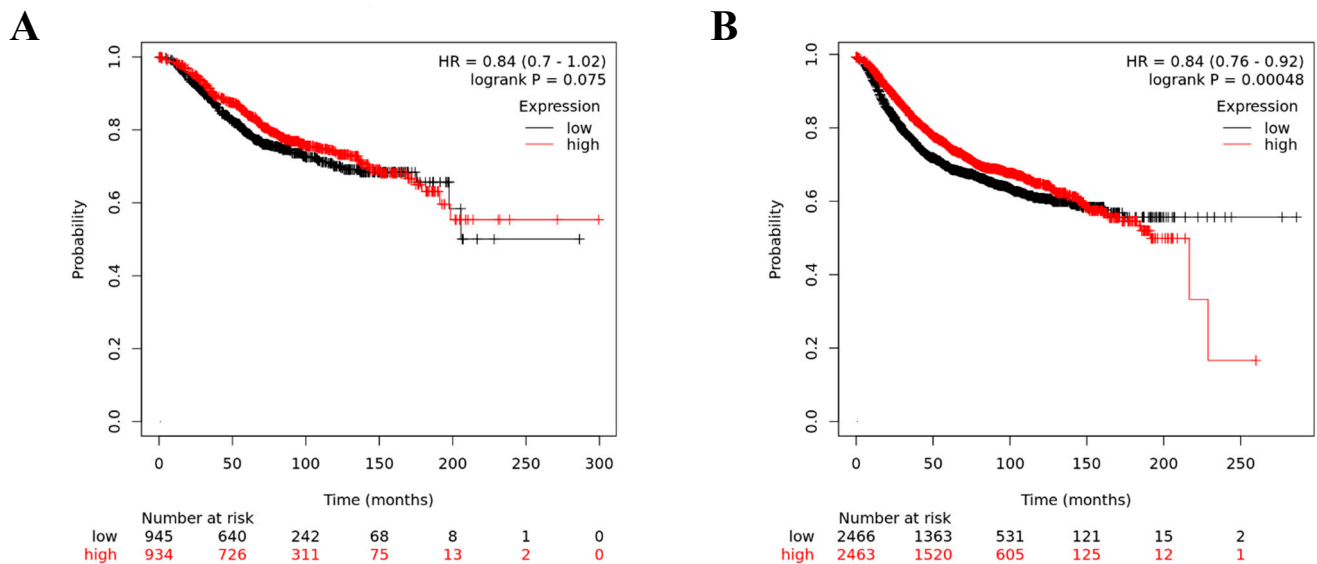 A
HR = 0.84 (0.7 - 1.02)
logrank P = 0.075
Expression
low
high
Probability
0.0 0.2 0.4 0.6 0.8 1.0
0 50 100 150 200 250 300
Time (months)
Number at risk
low 945 640 242 68 8 1 0
high 934 726 311 75 13 2 0
B
HR = 0.84 (0.76 - 0.92)
logrank P = 0.00048
Expression
low
high
Probability
0.0 0.2 0.4 0.6 0.8 1.0
0 50 100 150 200 250
Time (months)
Number at risk
low 2466 1363 531 121 15 2
high 2463 1520 605 125 12 1